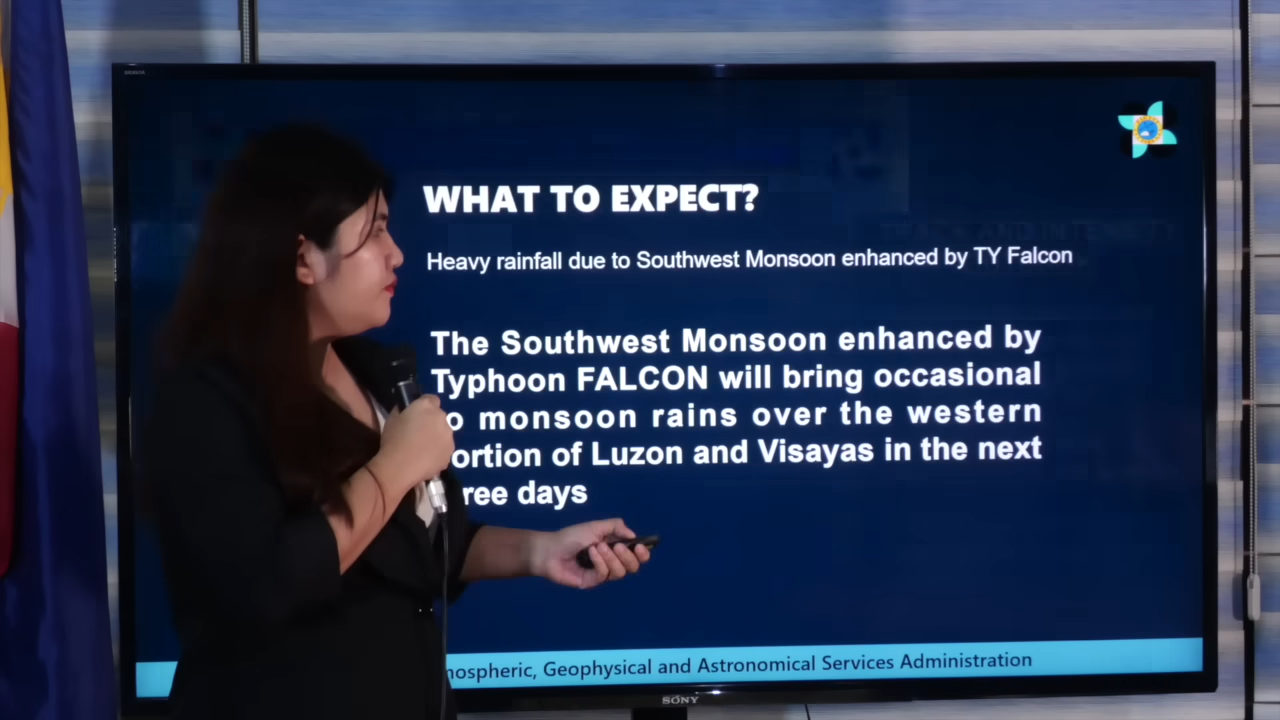 WHAT TO EXPECT?
Heavy rainfall due to Southwest Monsoon enhanced by TY Falcon
The Southwest Monsoon enhanced by
Typhoon FALCON will bring occasional
o monsoon rains over the western
ortion of Luzon and Visayas in the next
ree days
nospheric, Geophysical and Astronomical Services Administration
SONY